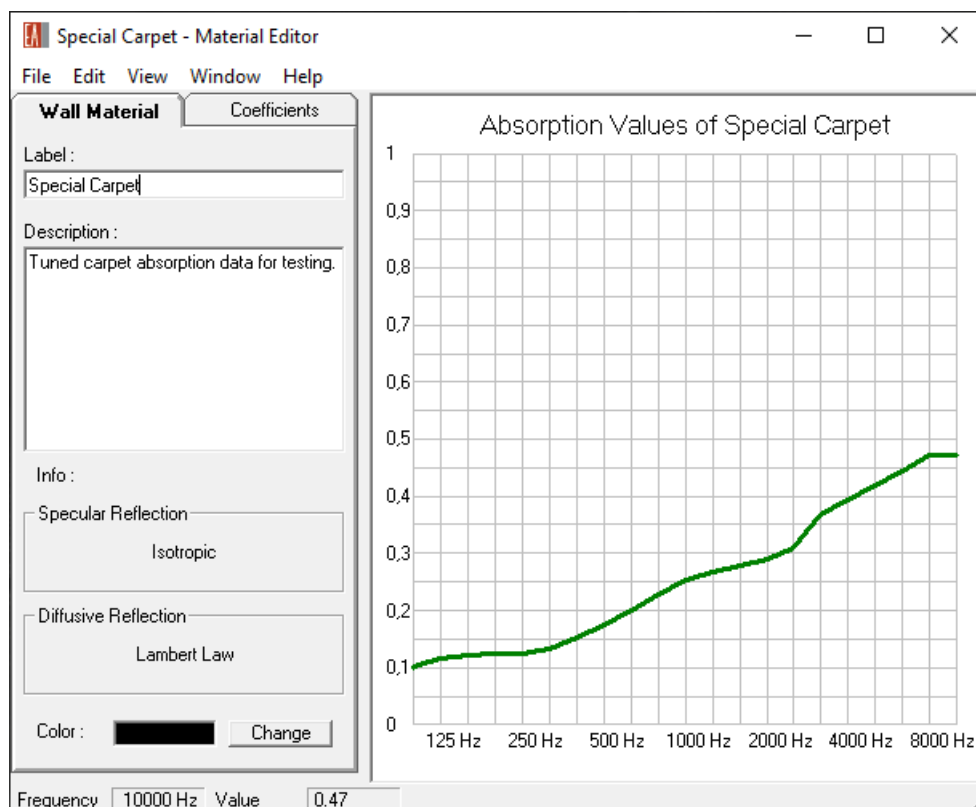 EA Special Carpet - Material Editor
File Edit View Window Help
Wall Material Coefficients
Label :
Special Carpet
Description :
Tuned carpet absorption data for testing.
Info :
Specular Reflection
Isotropic
Diffusive Reflection
Lambert Law
Color : Change
Absorption Values of Special Carpet
1
0,9
0,8
0,7
0,6
0,5
0,4
0,3
0,2
0,1
0
125 Hz 250 Hz 500 Hz 1000 Hz 2000 Hz 4000 Hz 8000 Hz
Frequency 10000 Hz Value 0.47